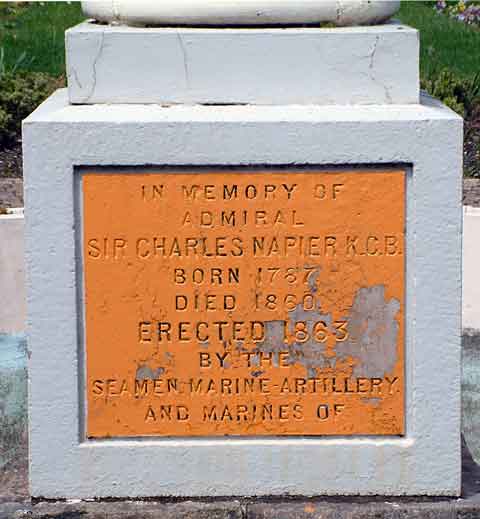 IN MEMORY OF
ADMIRAL
SIR CHARLES NAPIER K.C.B.
BORN 1787
DIED 1860.
ERECTED 1863
BY THE
SEAMEN-MARINE-ARTILLERY.
AND MARINES OF